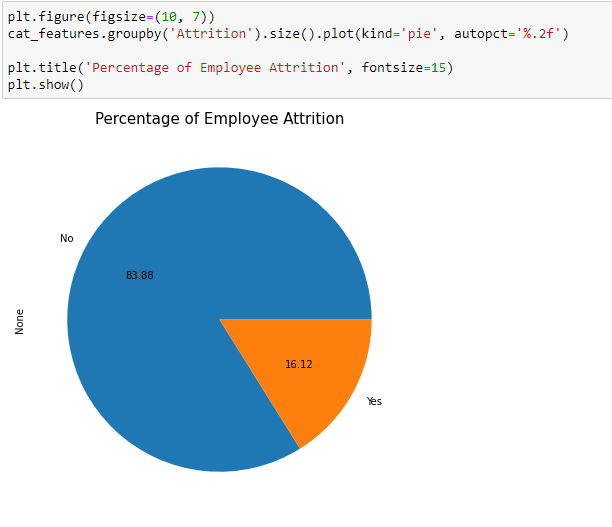 plt.figure(figsize=(10, 7))
cat_features.groupby('Attrition').size().plot(kind='pie', autopct='%.2f')
plt.title('Percentage of Employee Attrition', fontsize=15)
plt.show()
Percentage of Employee Attrition
No
83.88
None
16.12
Yes